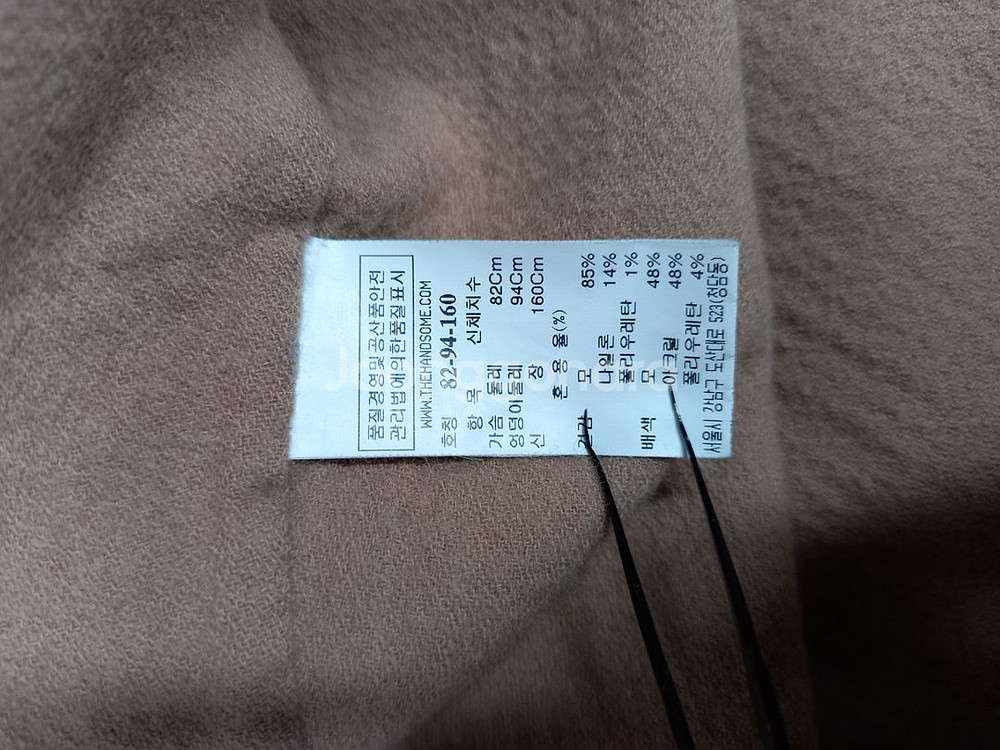 품질경영및공산품안전
관리법에의한품질표시
WWW.THEHANDSOME.COM
호칭 82-94-160
항 목 신체치수
가슴 둘레 82Cm
엉덩이둘레 94Cm
신 장 160Cm
혼 용 율(%)
겉감 모 85%
나일론 14%
폴리우레탄 1%
배색 모 48%
아크릴 48%
폴리우레탄 4%
서울시 강남구 도산대로 523(청담동)